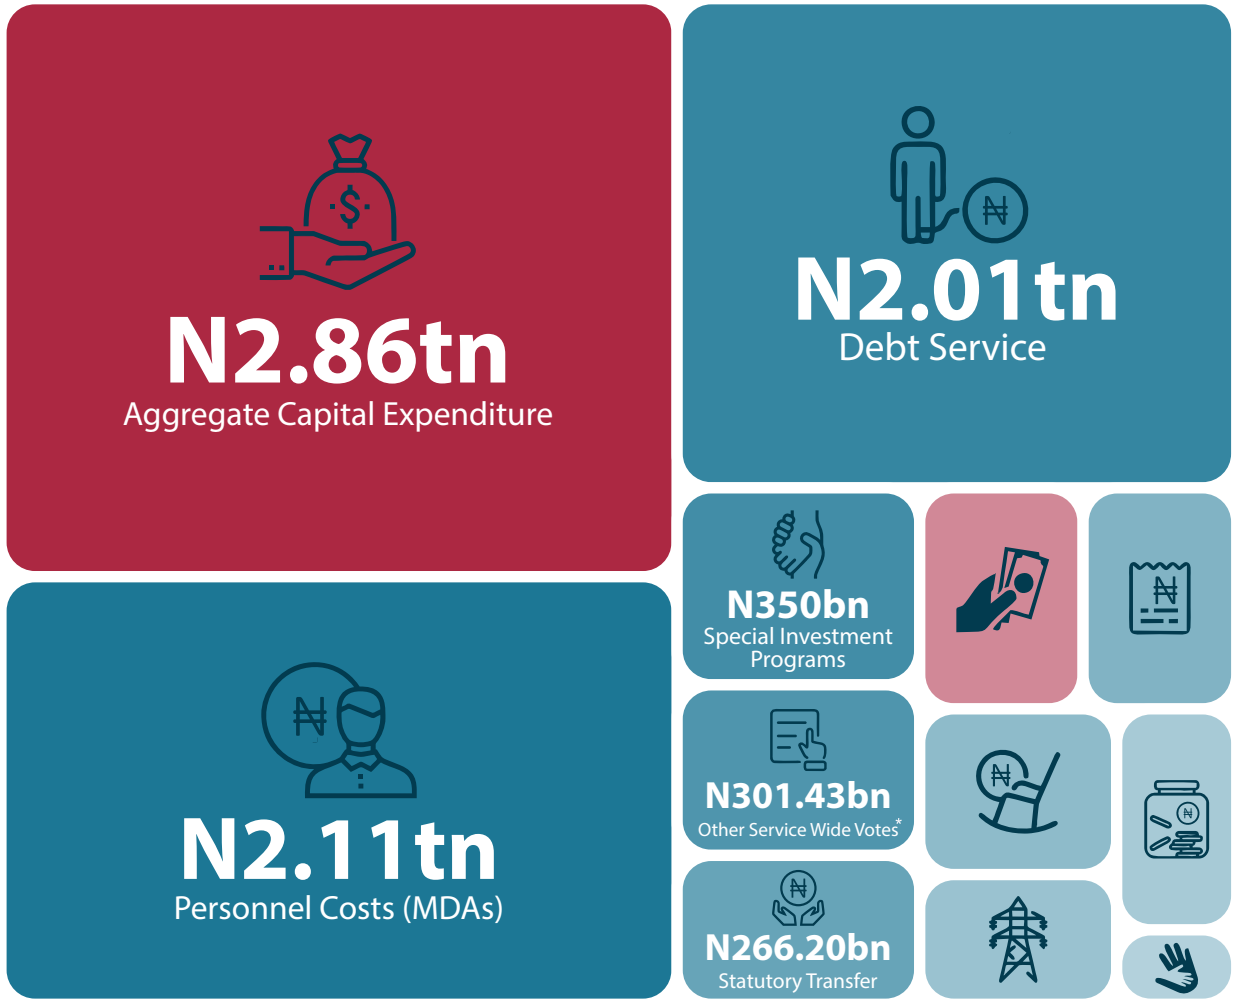 $
N2.86tn
Aggregate Capital Expenditure
₦
N2.01tn
Debt Service
₦
N2.11tn
Personnel Costs (MDAs)
N350bn
Special Investment
Programs
N301.43bn
Other Service Wide Votes*
₦
N266.20bn
Statutory Transfer
₦
₦
₦